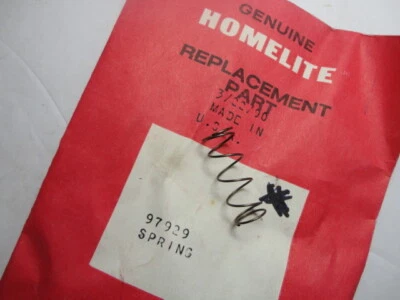 GENUINE
HOMELITE
REPLACEMENT
PART
MADE IN
97929
SPRING